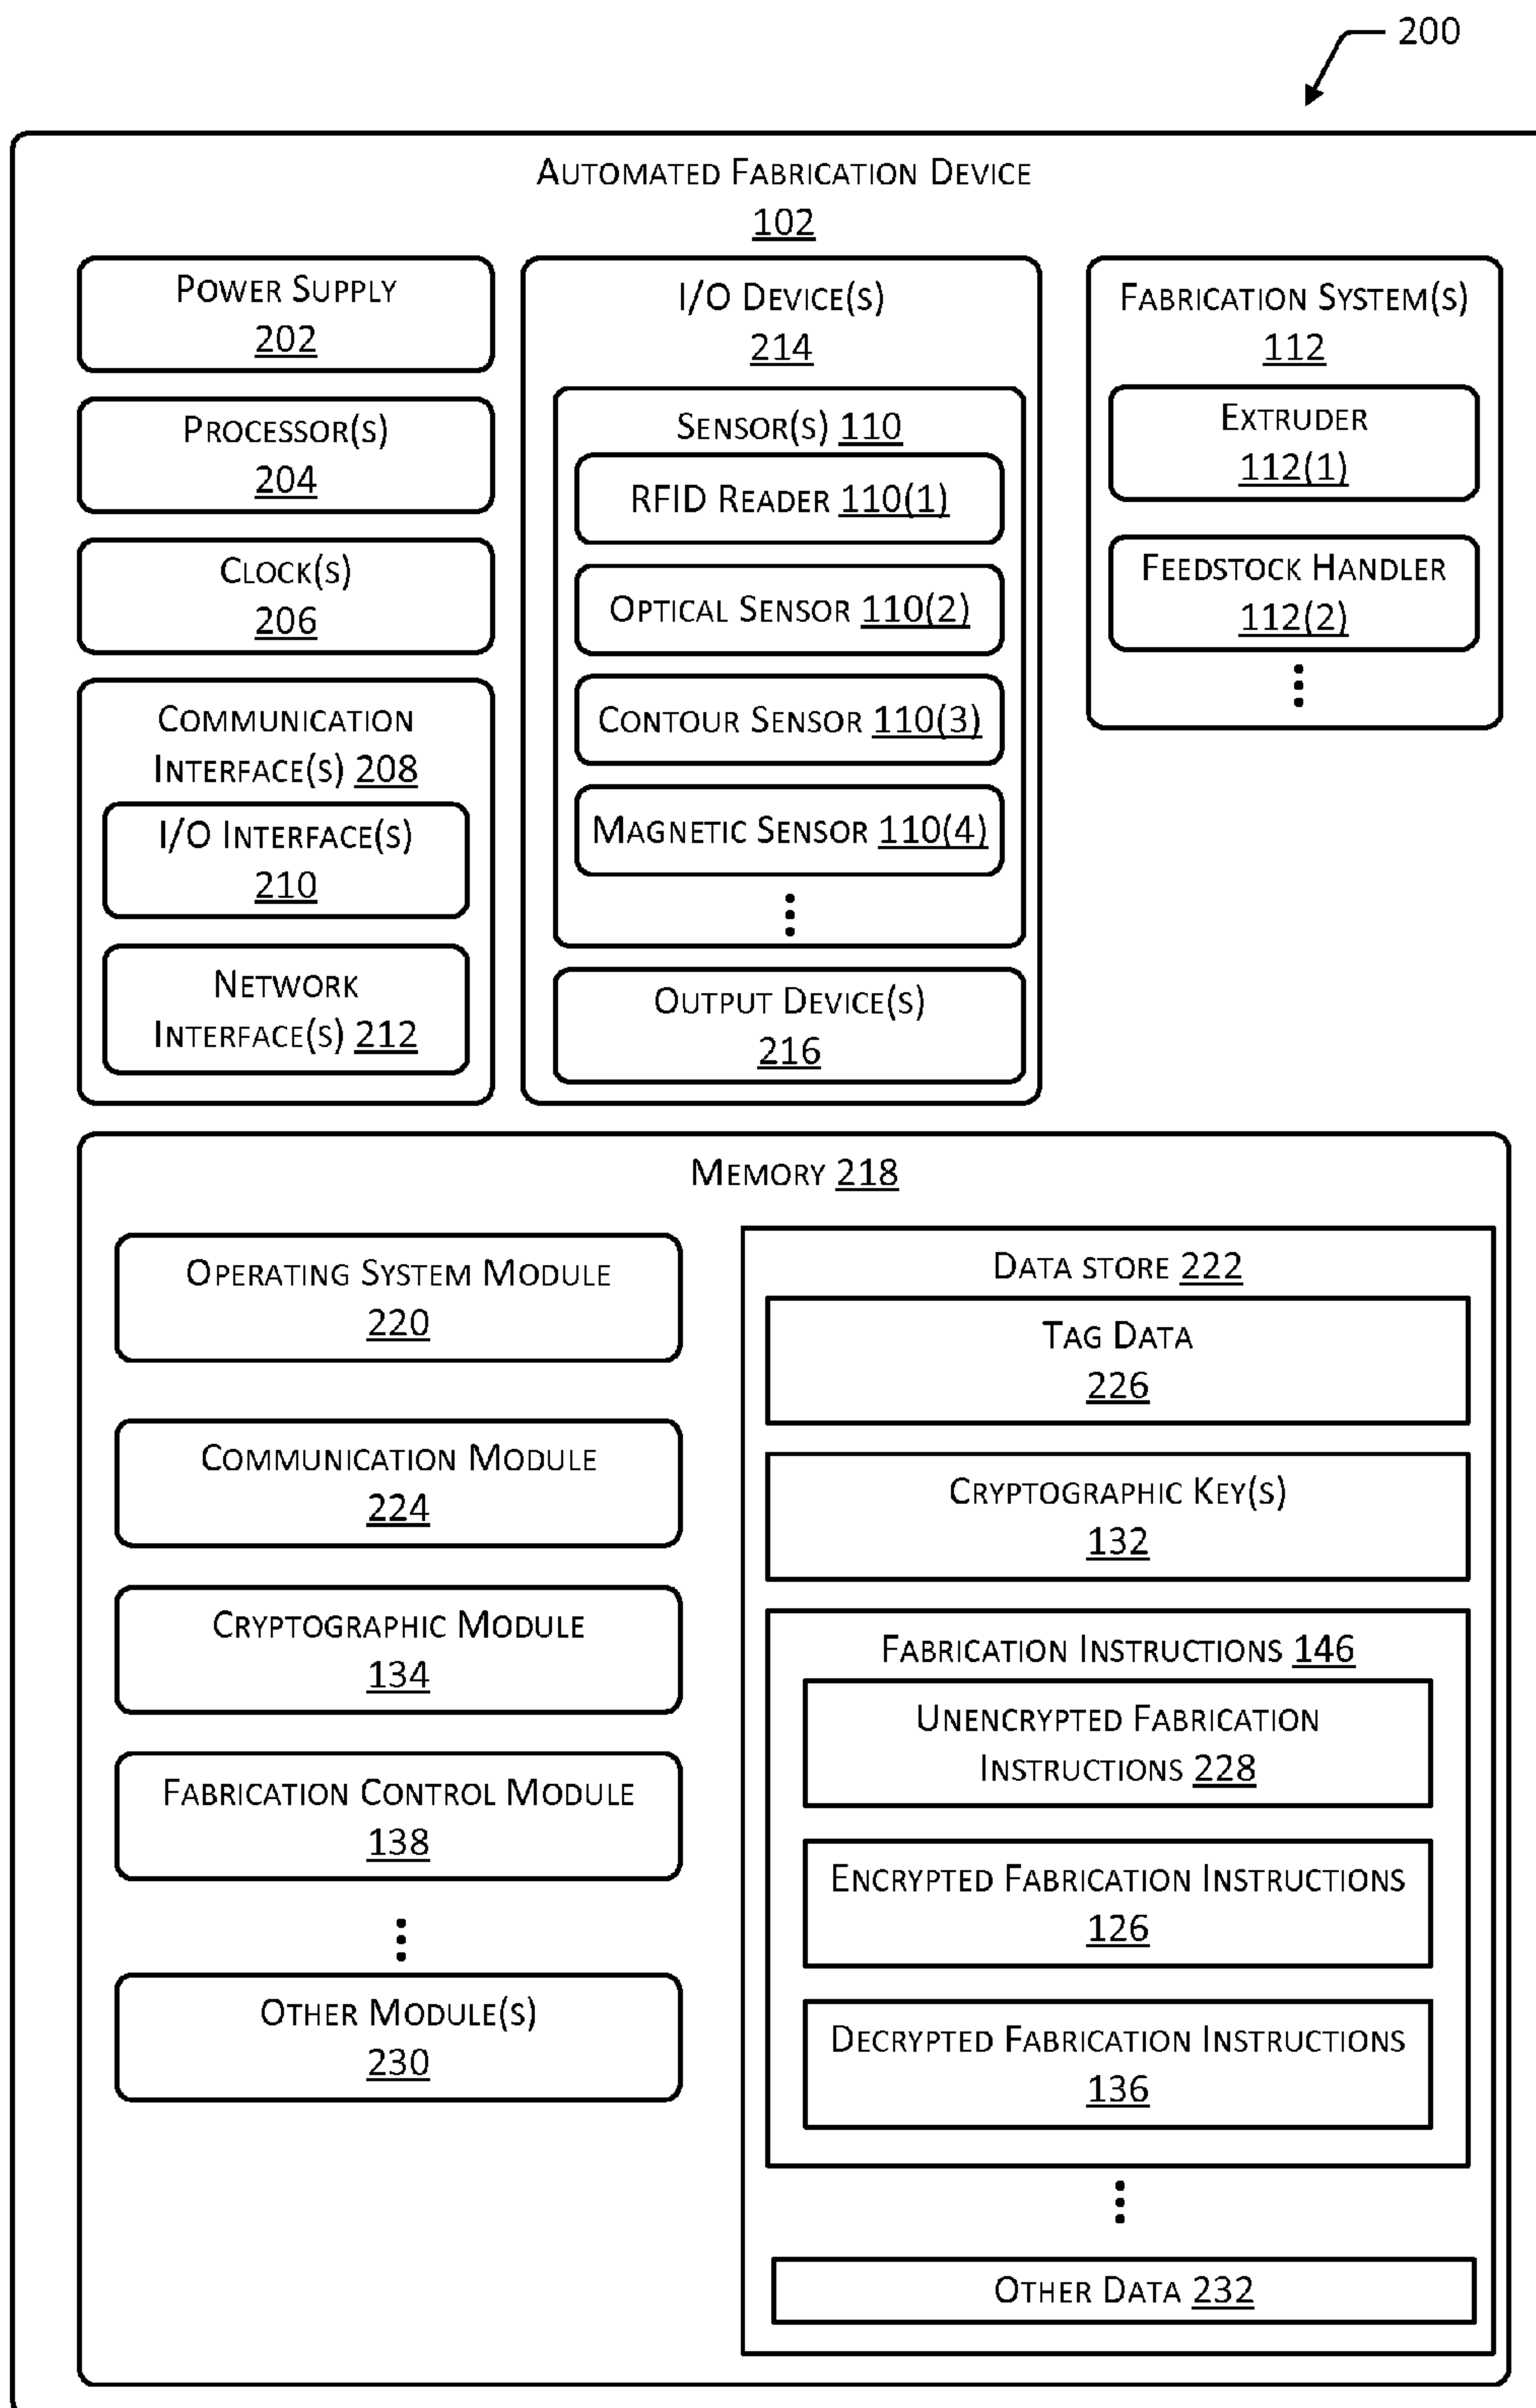 200
Automated Fabrication Device
102
Power Supply
202
Processor(s)
204
Clock(s)
206
Communication
Interface(s) 208
I/O Interface(s)
210
Network
Interface(s) 212
I/O Device(s)
214
Sensor(s) 110
RFID Reader 110(1)
Optical Sensor 110(2)
Contour Sensor 110(3)
Magnetic Sensor 110(4)
Output Device(s)
216
Fabrication System(s)
112
Extruder
112(1)
Feedstock Handler
112(2)
Memory 218
Operating System Module
220
Communication Module
224
Cryptographic Module
134
Fabrication Control Module
138
Other Module(s)
230
Data store 222
Tag Data
226
Cryptographic Key(s)
132
Fabrication Instructions 146
Unencrypted Fabrication
Instructions 228
Encrypted Fabrication Instructions
126
Decrypted Fabrication Instructions
136
Other Data 232